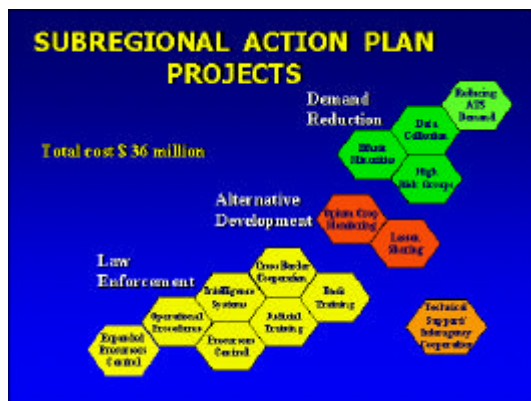 SUBREGIONAL ACTION PLAN
PROJECTS
Demand
Reduction
Reducing
ATS
Demand
Data
Collection
Ethnic
Minorities
High
Risk Groups
Total cost $ 36 million
Alternative
Development
Opium Crop
Monitoring
Lesson
Sharing
Law
Enforcement
Cross Border
Cooperation
Intelligence
Systems
Basic
Training
Operational
Procedures
Judicial
Training
Expanded
Precursors
Control
Precursors
Control
Technical
Support/
Interagency
Cooperation